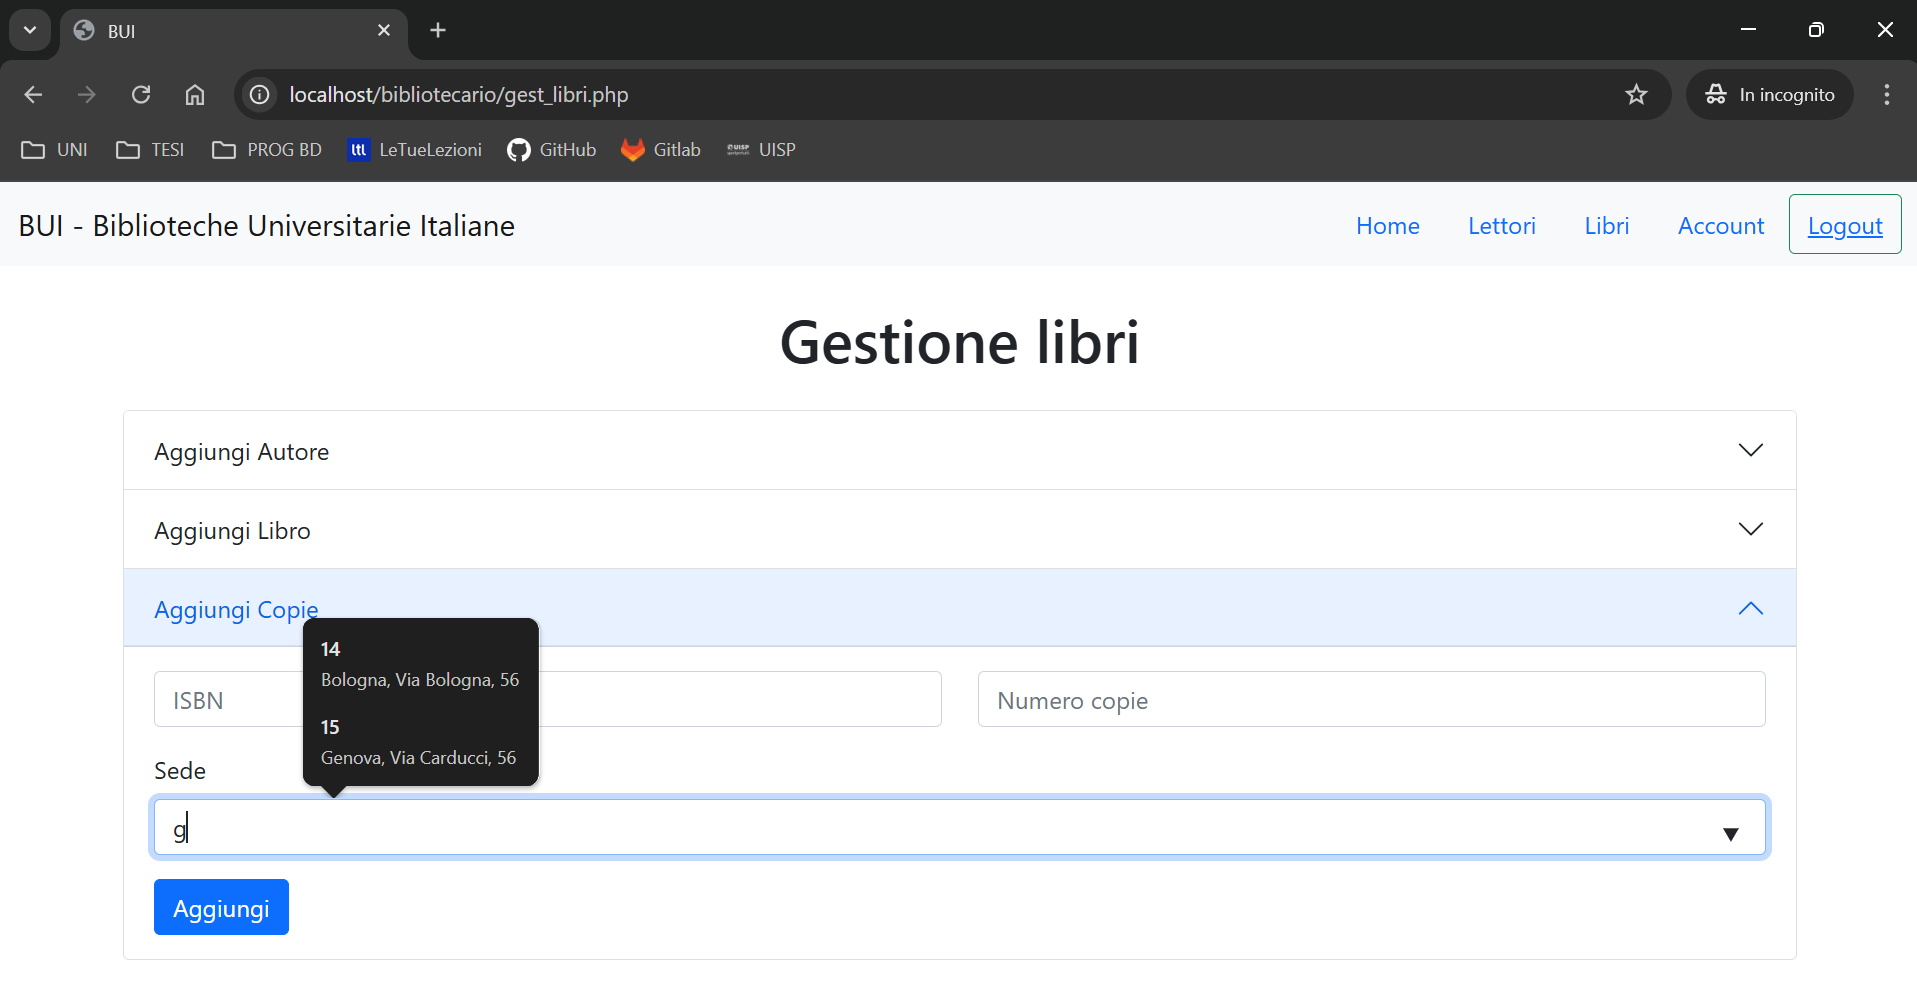 BUI
localhost/bibliotecario/gest_libri.php
In incognito
UNI
TESI
PROG BD
ltl
LeTueLezioni
GitHub
Gitlab
UISP
UISP
BUI - Biblioteche Universitarie Italiane
Home
Lettori
Libri
Account
Logout
Gestione libri
Aggiungi Autore
Aggiungi Libro
Aggiungi Copie
14
Bologna, Via Bologna, 56
15
Genova, Via Carducci, 56
ISBN
Numero copie
Sede
g
Aggiungi